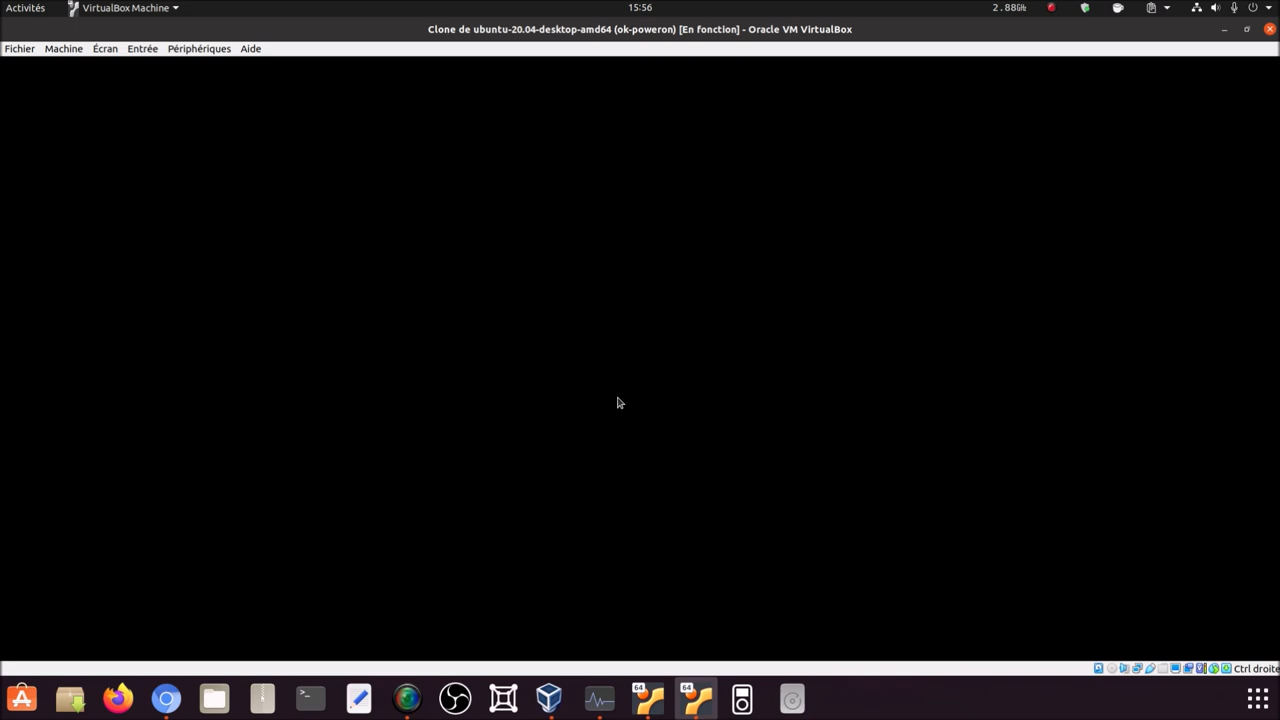 Activités VirtualBox Machine 15:56 2.88GHz
Clone de ubuntu-20.04-desktop-amd64 (ok-poweron) [En fonction] - Oracle VM VirtualBox
Fichier Machine Écran Entrée Périphériques Aide
Ctrl droite
64 64